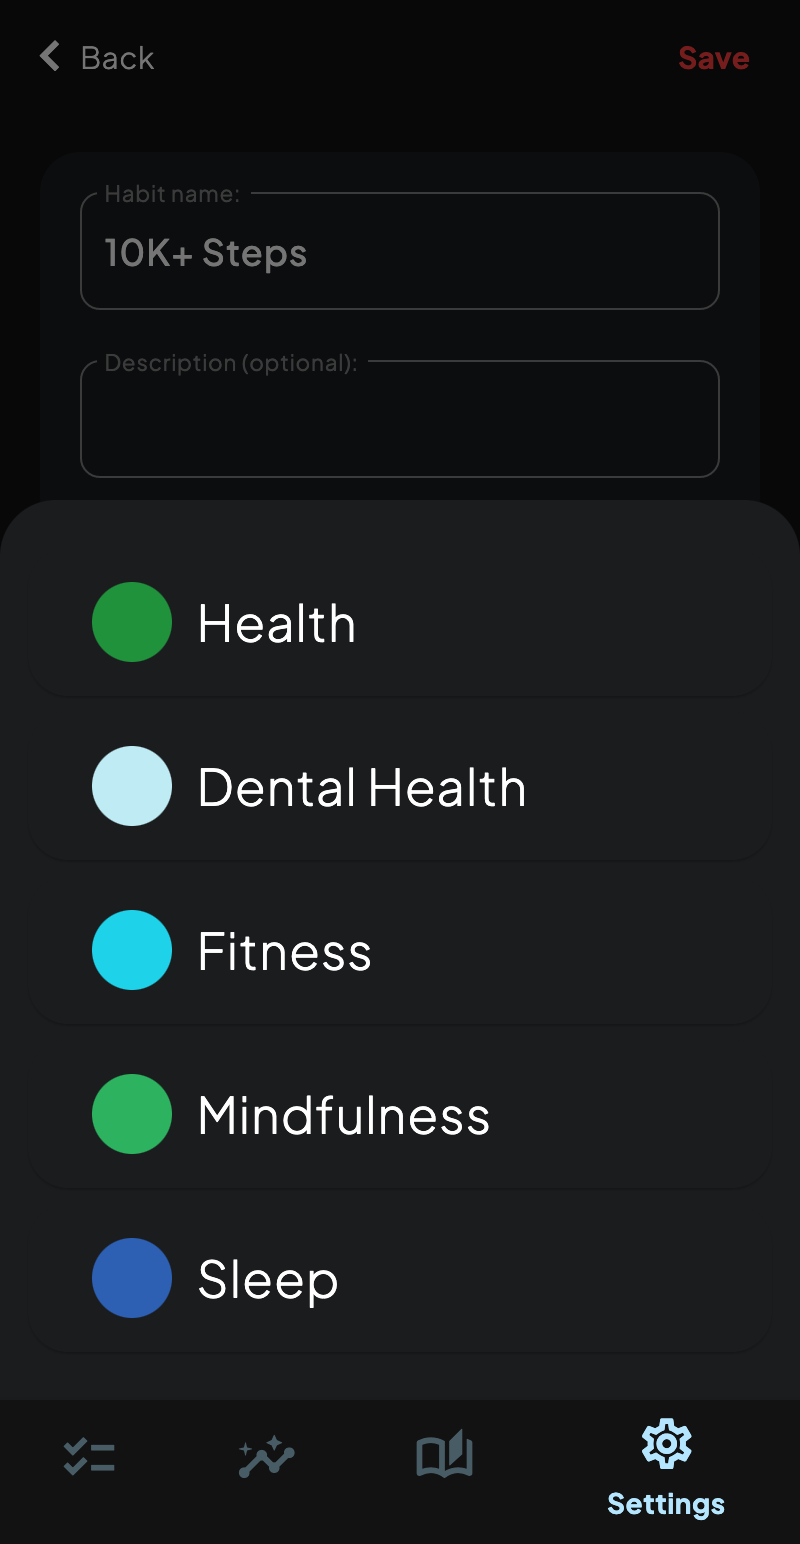 Back
Save
Habit name:
10K+ Steps
Description (optional):
Health
Dental Health
Fitness
Mindfulness
Sleep
Settings